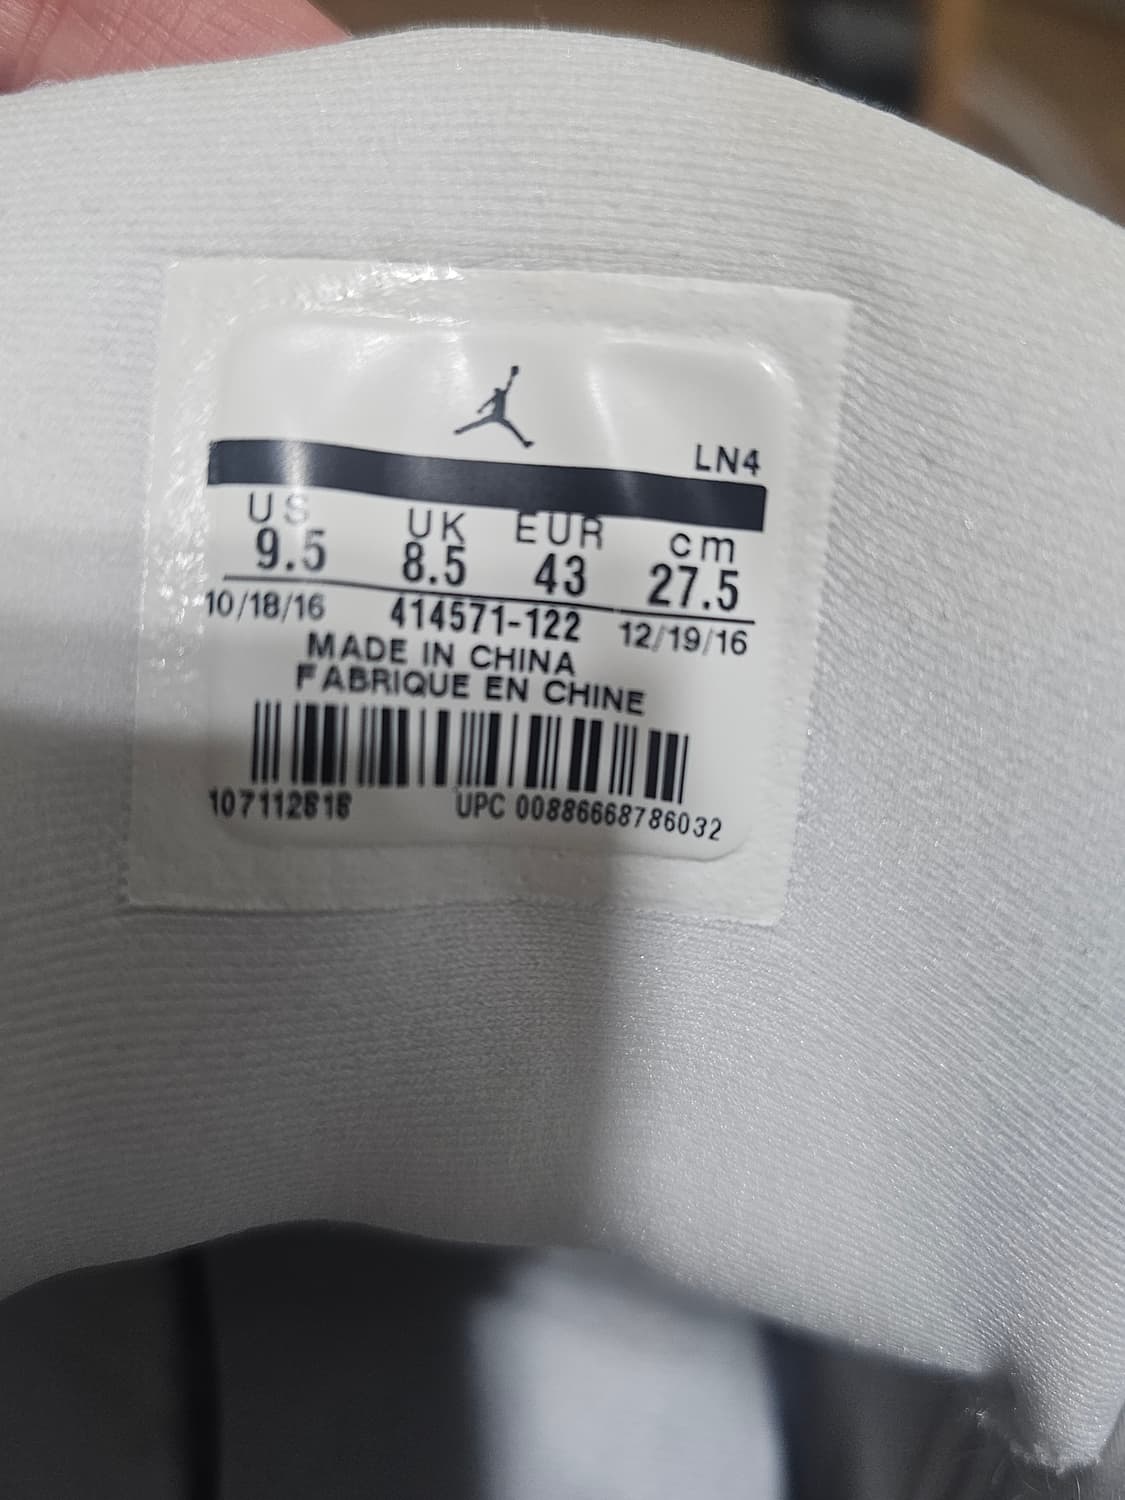 LN4
US UK EUR cm
9.5 8.5 43 27.5
10/18/16 414571-122 12/19/16
MADE IN CHINA
FABRIQUE EN CHINE
107112818 UPC 00886668786032